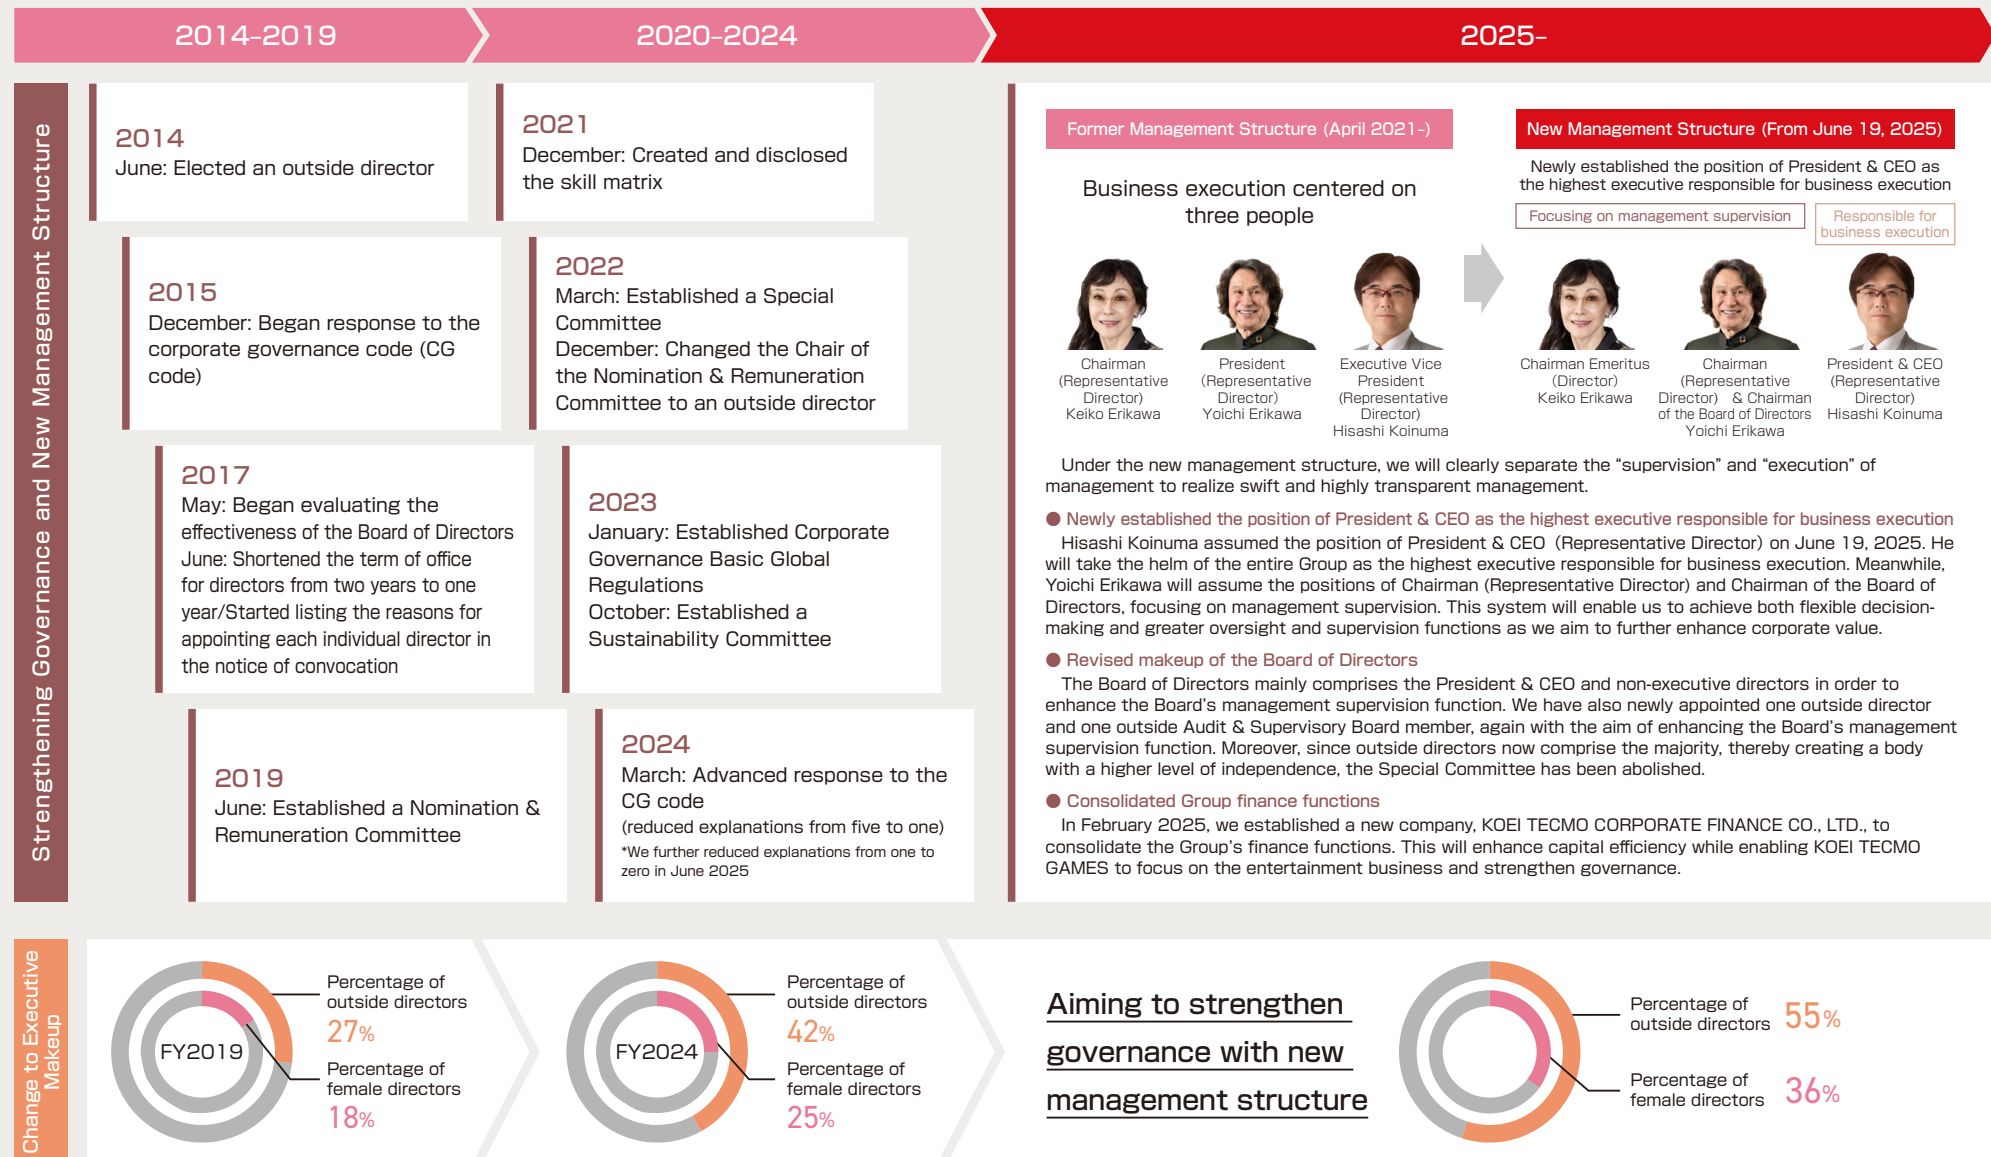 2014–2019
2020–2024
2025–
Strengthening Governance and New Management Structure
2014
June: Elected an outside director
2015
December: Began response to the
corporate governance code (CG
code)
2017
May: Began evaluating the
effectiveness of the Board of Directors
June: Shortened the term of office
for directors from two years to one
year/Started listing the reasons for
appointing each individual director in
the notice of convocation
2019
June: Established a Nomination &
Remuneration Committee
2021
December: Created and disclosed
the skill matrix
2022
March: Established a Special
Committee
December: Changed the Chair of
the Nomination & Remuneration
Committee to an outside director
2023
January: Established Corporate
Governance Basic Global
Regulations
October: Established a
Sustainability Committee
2024
March: Advanced response to the
CG code
(reduced explanations from five to one)
*We further reduced explanations from one to
zero in June 2025
Former Management Structure (April 2021–)
Business execution centered on
three people
Chairman
(Representative
Director)
Keiko Erikawa
President
(Representative
Director)
Yoichi Erikawa
Executive Vice
President
(Representative
Director)
Hisashi Koinuma
New Management Structure (From June 19, 2025)
Newly established the position of President & CEO as
the highest executive responsible for business execution
Focusing on management supervision
Responsible for
business execution
Chairman Emeritus
(Director)
Keiko Erikawa
Chairman
(Representative
Director) & Chairman
of the Board of Directors
Yoichi Erikawa
President & CEO
(Representative
Director)
Hisashi Koinuma
Under the new management structure, we will clearly separate the “supervision” and “execution” of
management to realize swift and highly transparent management.
● Newly established the position of President & CEO as the highest executive responsible for business execution
Hisashi Koinuma assumed the position of President & CEO (Representative Director) on June 19, 2025. He
will take the helm of the entire Group as the highest executive responsible for business execution. Meanwhile,
Yoichi Erikawa will assume the positions of Chairman (Representative Director) and Chairman of the Board of
Directors, focusing on management supervision. This system will enable us to achieve both flexible decision-
making and greater oversight and supervision functions as we aim to further enhance corporate value.
● Revised makeup of the Board of Directors
The Board of Directors mainly comprises the President & CEO and non-executive directors in order to
enhance the Board’s management supervision function. We have also newly appointed one outside director
and one outside Audit & Supervisory Board member, again with the aim of enhancing the Board’s management
supervision function. Moreover, since outside directors now comprise the majority, thereby creating a body
with a higher level of independence, the Special Committee has been abolished.
● Consolidated Group finance functions
In February 2025, we established a new company, KOEI TECMO CORPORATE FINANCE CO., LTD., to
consolidate the Group’s finance functions. This will enhance capital efficiency while enabling KOEI TECMO
GAMES to focus on the entertainment business and strengthen governance.
Change to Executive
Makeup
FY2019
Percentage of
outside directors
27%
Percentage of
female directors
18%
FY2024
Percentage of
outside directors
42%
Percentage of
female directors
25%
Aiming to strengthen
governance with new
management structure
Percentage of
outside directors 55%
Percentage of
female directors 36%